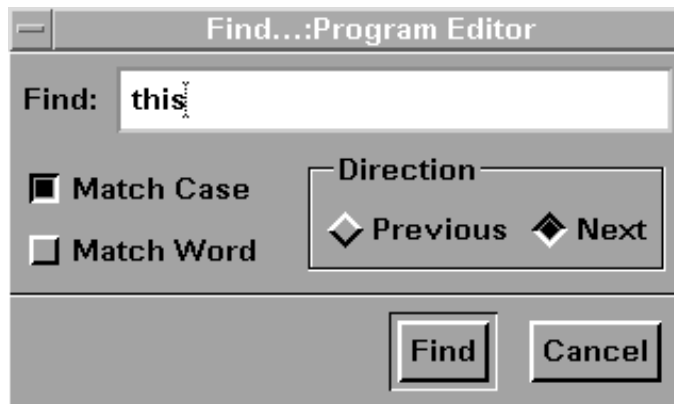 Find...:Program Editor
Find: this
Match Case
Direction
Previous Next
Match Word
Find Cancel